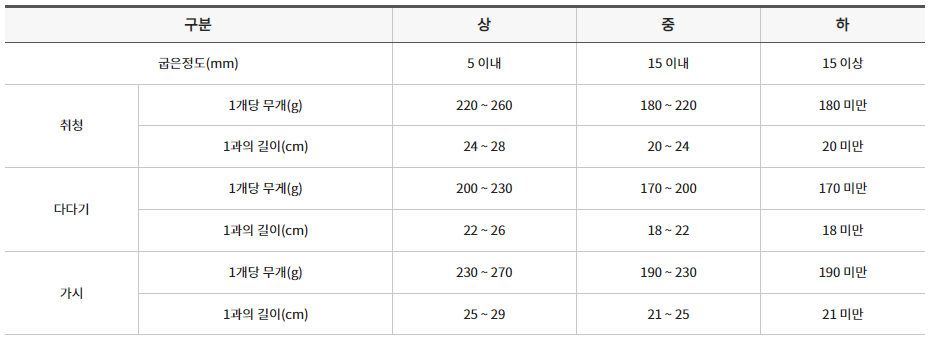 구분 상 중 하
굽은정도(mm) 5 이내 15 이내 15 이상
취청 1개당 무개(g) 220 ~ 260 180 ~ 220 180 미만
1과의 길이(cm) 24 ~ 28 20 ~ 24 20 미만
다다기 1개당 무게(g) 200 ~ 230 170 ~ 200 170 미만
1과의 길이(cm) 22 ~ 26 18 ~ 22 18 미만
가시 1개당 무개(g) 230 ~ 270 190 ~ 230 190 미만
1과의 길이(cm) 25 ~ 29 21 ~ 25 21 미만